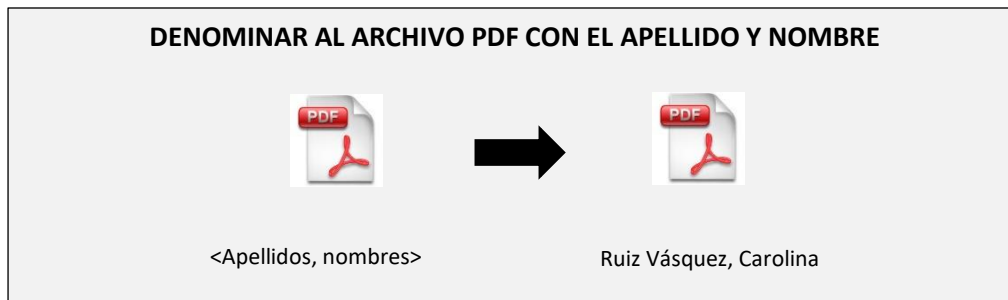 DENOMINAR AL ARCHIVO PDF CON EL APELLIDO Y NOMBRE
PDF PDF
<Apellidos, nombres> Ruiz Vásquez, Carolina